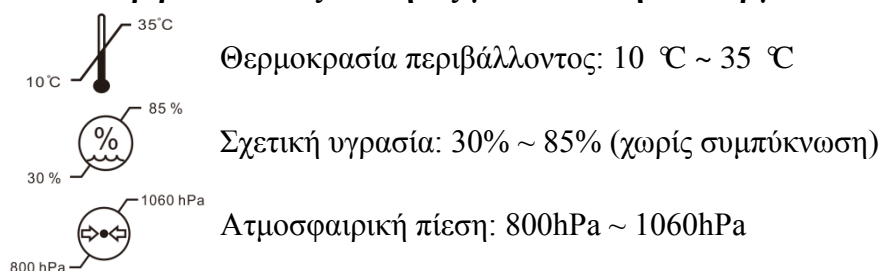 35°C
Θερμοκρασία περιβάλλοντος: 10 ℃ ~ 35 ℃
10°C
85 %
%
Σχετική υγρασία: 30% ~ 85% (χωρίς συμπύκνωση)
30 %
1060 hPa
Ατμοσφαιρική πίεση: 800hPa ~ 1060hPa
800 hPa